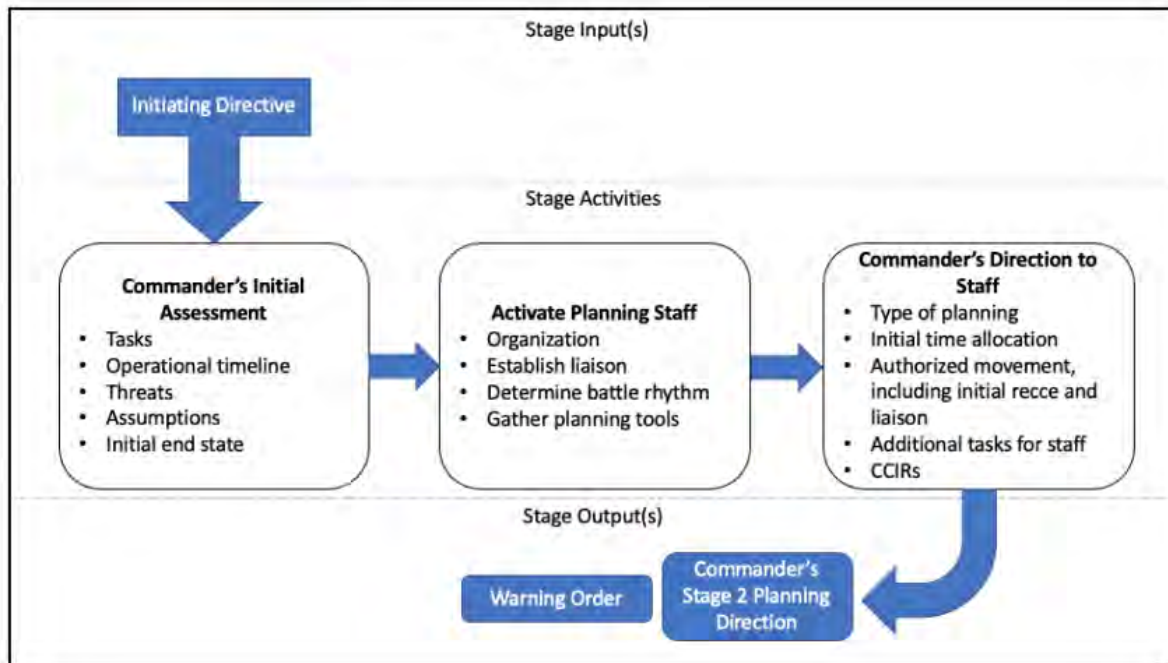 Stage Input(s)
Initiating Directive
Stage Activities
Commander's Initial
Assessment
• Tasks
• Operational timeline
• Threats
• Assumptions
• Initial end state
Activate Planning Staff
• Organization
• Establish liaison
• Determine battle rhythm
• Gather planning tools
Commander's Direction to
Staff
• Type of planning
• Initial time allocation
• Authorized movement,
including initial recce and
liaison
• Additional tasks for staff
• CCIRs
Stage Output(s)
Warning Order
Commander's
Stage 2 Planning
Direction